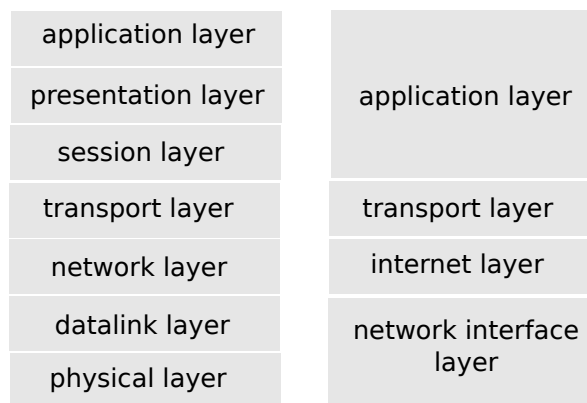 application layer
presentation layer
session layer
transport layer
network layer
datalink layer
physical layer
application layer
transport layer
internet layer
network interface
layer